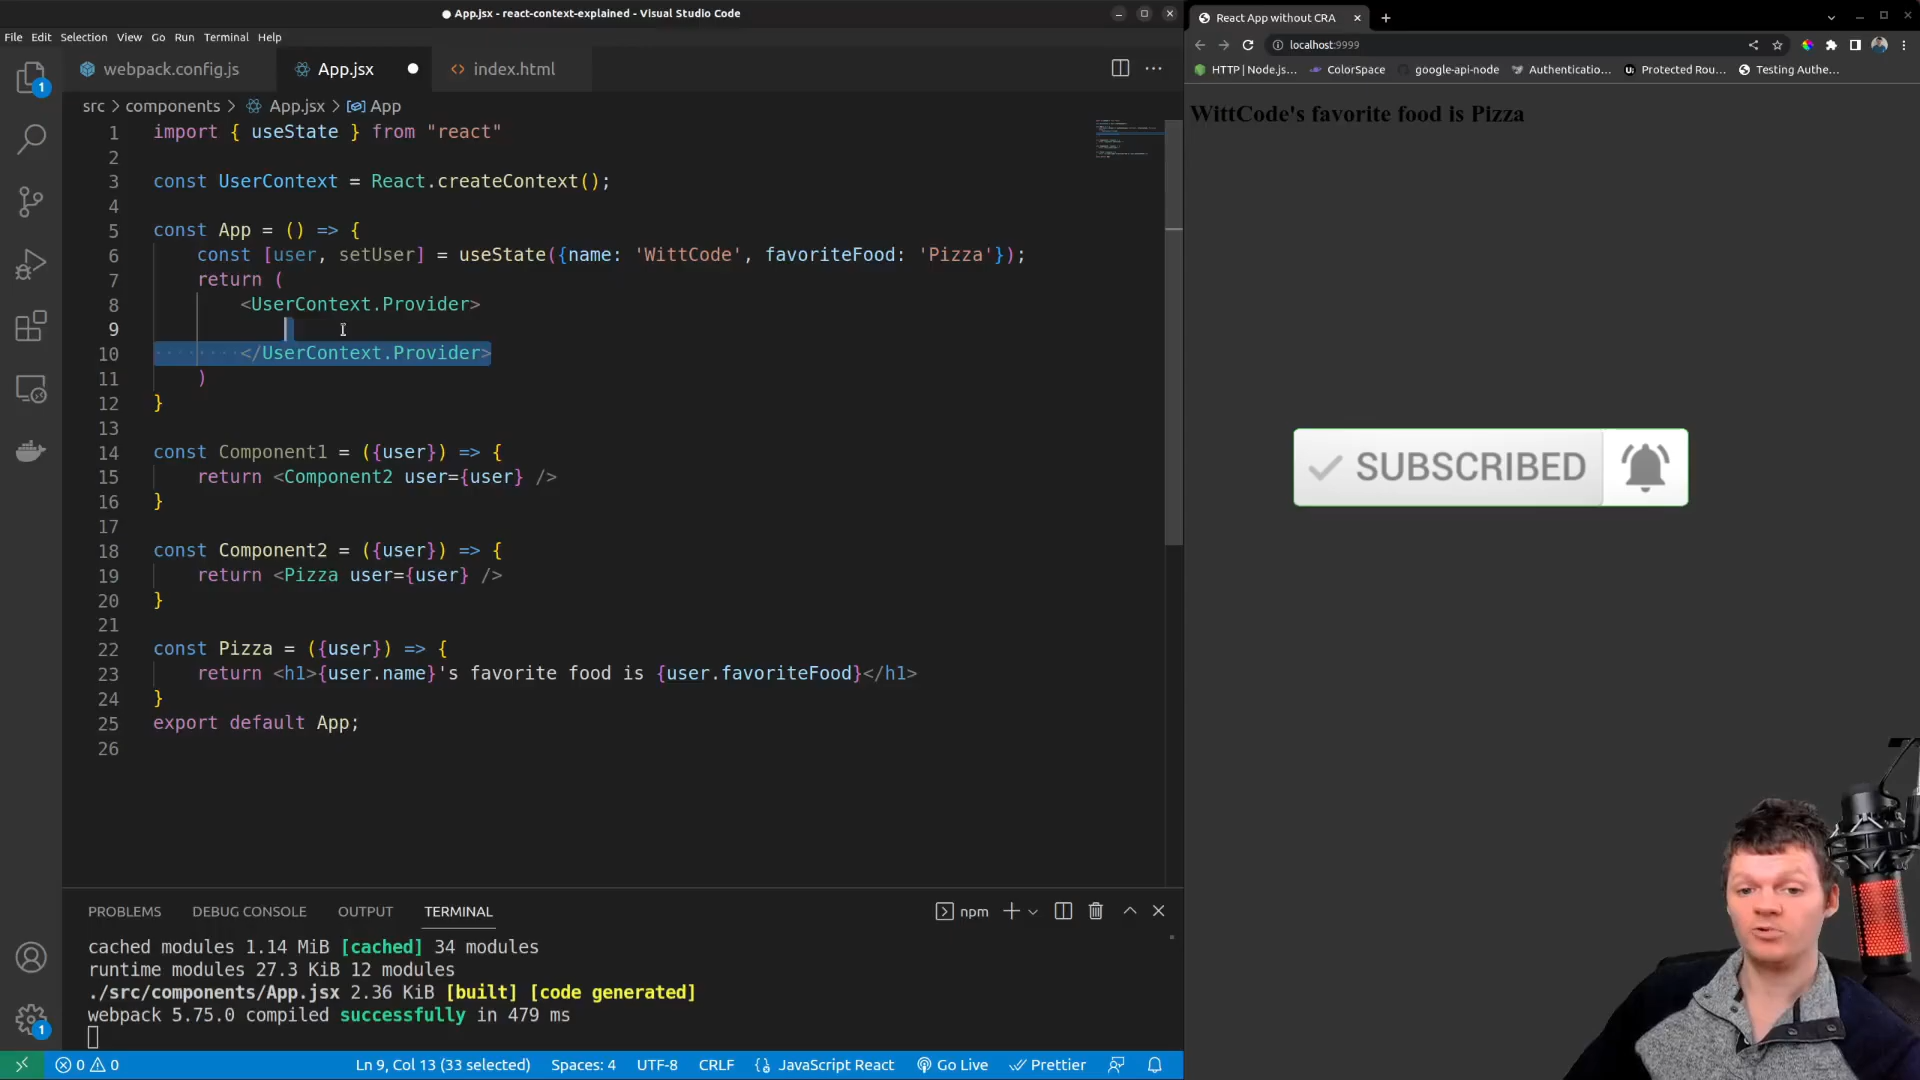 App.jsx - react-context-explained - Visual Studio Code
File Edit Selection View Go Run Terminal Help
webpack.config.js
App.jsx
index.html
src > components > App.jsx > App
1 import { useState } from "react"
2
3 const UserContext = React.createContext();
4
5 const App = () => {
6 const [user, setUser] = useState({name: 'WittCode', favoriteFood: 'Pizza'});
7 return (
8 <UserContext.Provider>
9
10 </UserContext.Provider>
11 )
12 }
13
14 const Component1 = ({user}) => {
15 return <Component2 user={user} />
16 }
17
18 const Component2 = ({user}) => {
19 return <Pizza user={user} />
20 }
21
22 const Pizza = ({user}) => {
23 return <h1>{user.name}'s favorite food is {user.favoriteFood}</h1>
24 }
25 export default App;
26
PROBLEMS DEBUG CONSOLE OUTPUT TERMINAL
npm
cached modules 1.14 MiB [cached] 34 modules
runtime modules 27.3 KiB 12 modules
./src/components/App.jsx 2.36 KiB [built] [code generated]
webpack 5.75.0 compiled successfully in 479 ms
1
1
0 0 Ln 9, Col 13 (33 selected) Spaces: 4 UTF-8 CRLF {} JavaScript React Go Live Prettier
React App without CRA
localhost:9999
HTTP | Node.js... ColorSpace google-api-node Authenticatio... Protected Rou... Testing Authe...
WittCode's favorite food is Pizza
SUBSCRIBED